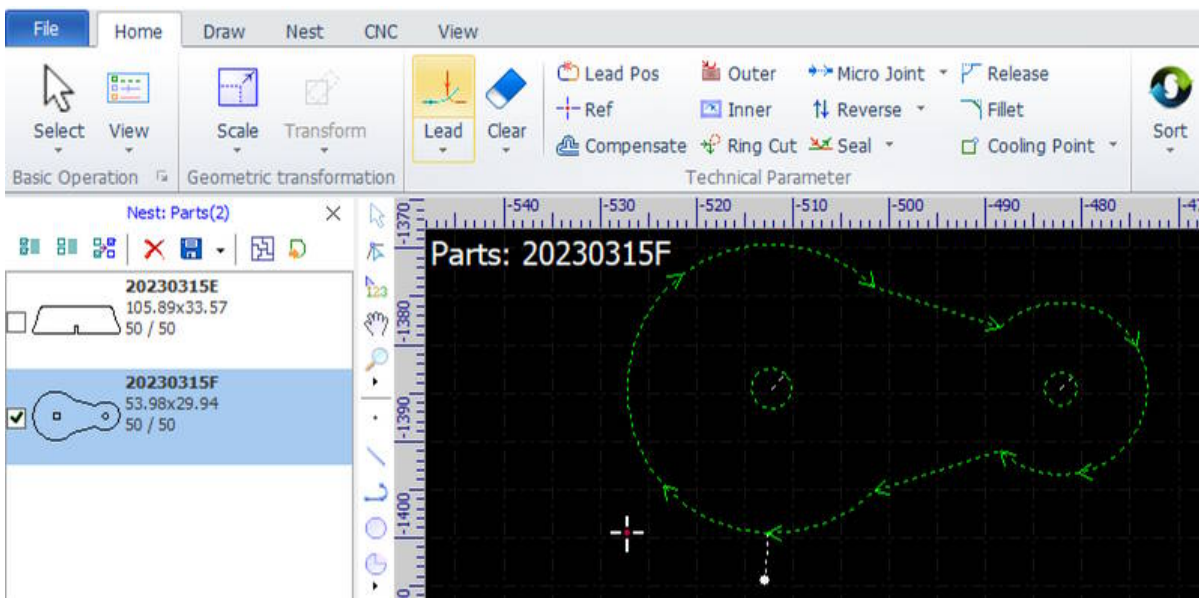 File Home Draw Nest CNC View
Lead Pos Outer Micro Joint Release
Ref Inner Reverse Fillet
Select View Scale Transform Lead Clear Compensate Ring Cut Seal Cooling Point Sort
Basic Operation Geometric transformation Technical Parameter
Nest: Parts(2)
-540 -530 -520 -510 -500 -490 -480 -47
-1370
Parts: 20230315F
20230315E
105.89x33.57
50 / 50
123
-1380
20230315F
53.98x29.94
50 / 50
-1390
-1400
0